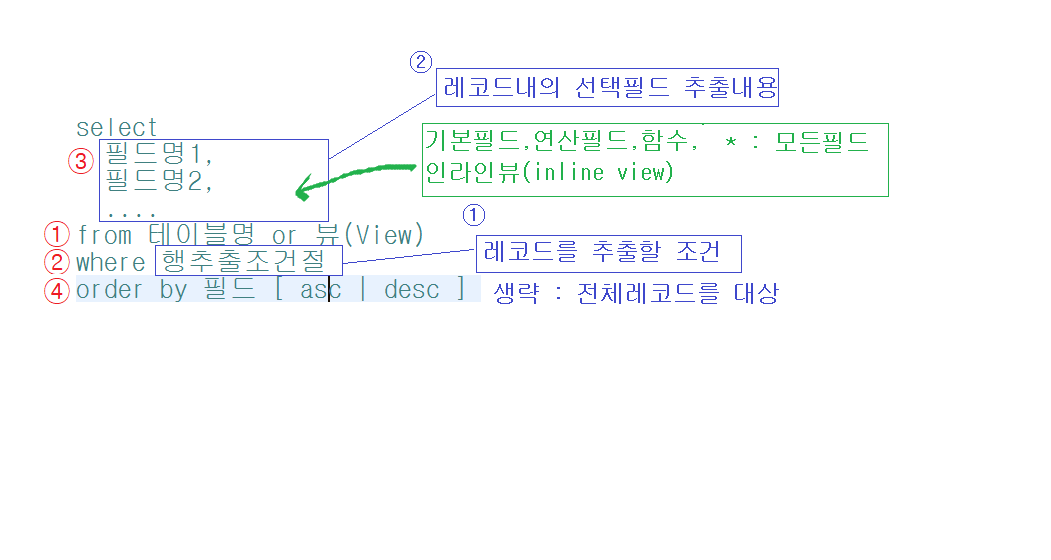 ② 레코드내의 선택필드 추출내용
select
기본필드,연산필드,함수, * : 모든필드
인라인뷰(inline view)
③ 필드명1,
필드명2,
....
①
① from 테이블명 or 뷰(View)
② where 행추출조건절
레코드를 추출할 조건
④ order by 필드 [ asc | desc ]
생략 : 전체레코드를 대상